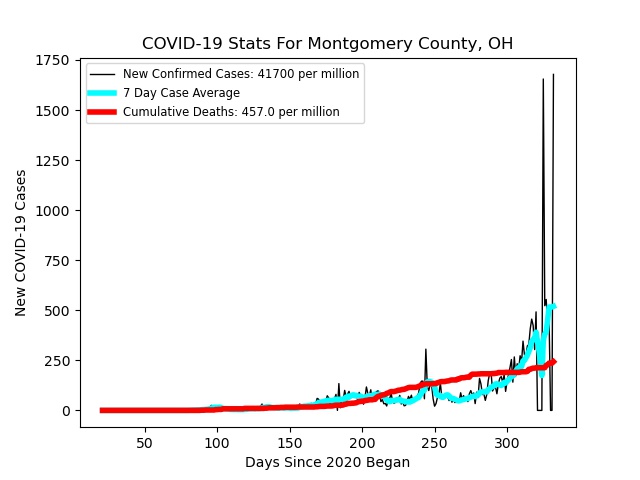 COVID-19 Stats For Montgomery County, OH
New Confirmed Cases: 41700 per million
7 Day Case Average
Cumulative Deaths: 457.0 per million
New COVID-19 Cases
1750
1500
1250
1000
750
500
250
0
50
100
150
200
250
300
Days Since 2020 Began